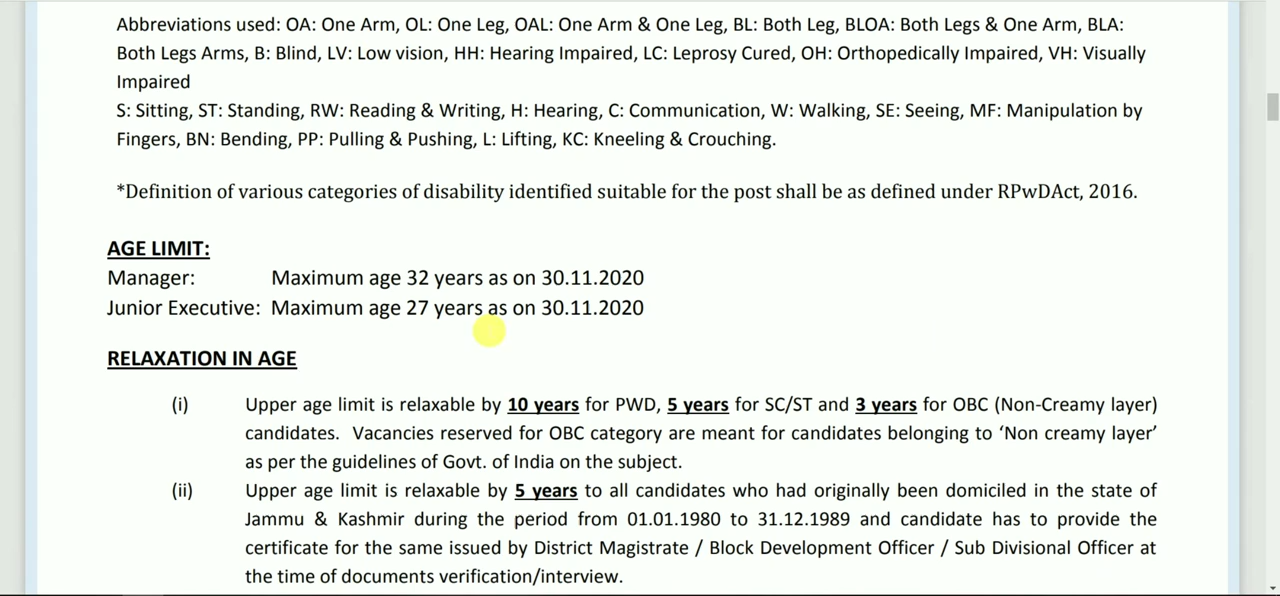 Abbreviations used: OA: One Arm, OL: One Leg, OAL: One Arm & One Leg, BL: Both Leg, BLOA: Both Legs & One Arm, BLA:
Both Legs Arms, B: Blind, LV: Low vision, HH: Hearing Impaired, LC: Leprosy Cured, OH: Orthopedically Impaired, VH: Visually
Impaired
S: Sitting, ST: Standing, RW: Reading & Writing, H: Hearing, C: Communication, W: Walking, SE: Seeing, MF: Manipulation by
Fingers, BN: Bending, PP: Pulling & Pushing, L: Lifting, KC: Kneeling & Crouching.
*Definition of various categories of disability identified suitable for the post shall be as defined under RPwDAct, 2016.
AGE LIMIT:
Manager: Maximum age 32 years as on 30.11.2020
Junior Executive: Maximum age 27 years as on 30.11.2020
RELAXATION IN AGE
(i) Upper age limit is relaxable by 10 years for PWD, 5 years for SC/ST and 3 years for OBC (Non-Creamy layer)
candidates. Vacancies reserved for OBC category are meant for candidates belonging to ‘Non creamy layer’
as per the guidelines of Govt. of India on the subject.
(ii) Upper age limit is relaxable by 5 years to all candidates who had originally been domiciled in the state of
Jammu & Kashmir during the period from 01.01.1980 to 31.12.1989 and candidate has to provide the
certificate for the same issued by District Magistrate / Block Development Officer / Sub Divisional Officer at
the time of documents verification/interview.